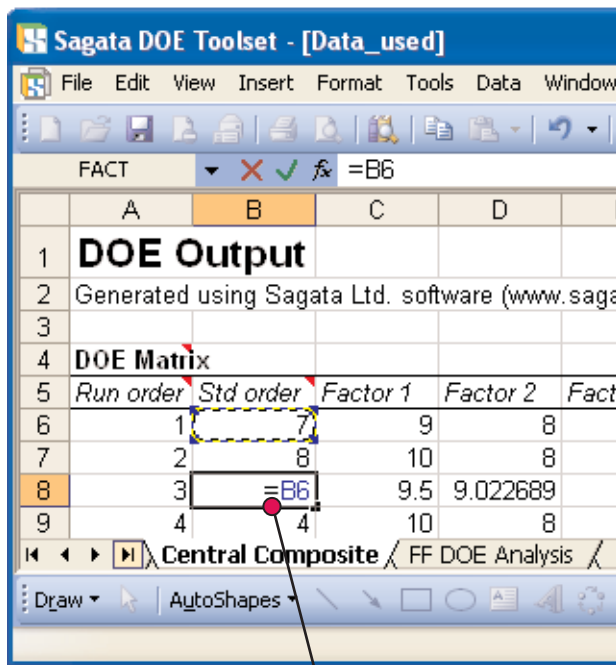 Sagata DOE Toolset - [Data_used]
File Edit View Insert Format Tools Data Window
FACT =B6
A B C D
1 DOE Output
2 Generated using Sagata Ltd. software (www.saga
3
4 DOE Matrix
5 Run order Std order Factor 1 Factor 2 Fact
6 1 7 9 8
7 2 8 10 8
8 3 =B6 9.5 9.022689
9 4 4 10 8
Central Composite FF DOE Analysis
Draw AutoShapes